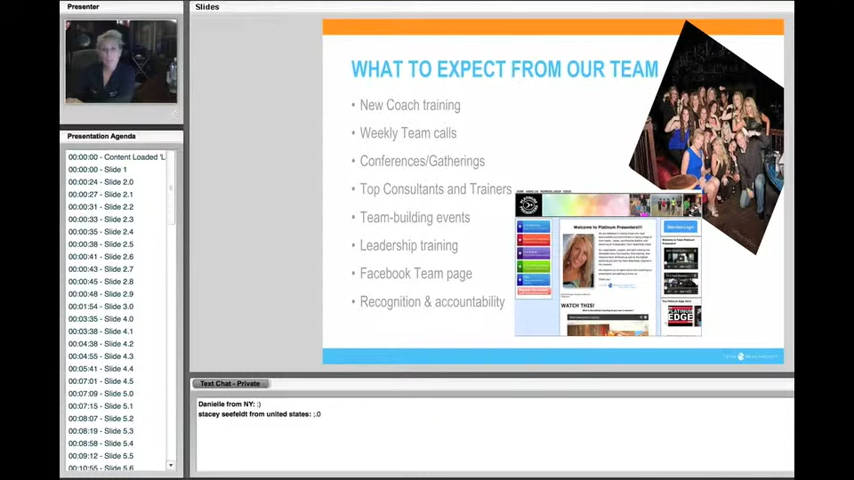 Presenter
Slides
WHAT TO EXPECT FROM OUR TEAM
• New Coach training
• Weekly Team calls
• Conferences/Gatherings
• Top Consultants and Trainers
• Team-building events
• Leadership training
• Facebook Team page
• Recognition & accountability
Welcome to Platinum Presenters!!!
WATCH THIS!
PLATINUM
EDGE
Presentation Agenda
00:00:00 - Content Loaded 'L
00:00:00 - Slide 1
00:00:24 - Slide 2.0
00:00:27 - Slide 2.1
00:00:31 - Slide 2.2
00:00:33 - Slide 2.3
00:00:35 - Slide 2.4
00:00:38 - Slide 2.5
00:00:41 - Slide 2.6
00:00:43 - Slide 2.7
00:00:45 - Slide 2.8
00:00:48 - Slide 2.9
00:01:54 - Slide 3.0
00:03:35 - Slide 4.0
00:03:38 - Slide 4.1
00:04:38 - Slide 4.2
00:04:55 - Slide 4.3
00:05:41 - Slide 4.4
00:07:01 - Slide 4.5
00:07:09 - Slide 5.0
00:07:15 - Slide 5.1
00:08:07 - Slide 5.2
00:08:19 - Slide 5.3
00:08:58 - Slide 5.4
00:09:12 - Slide 5.5
00:10:55 - Slide 5.6
Text Chat - Private
Danielle from NY: :)
stacey seefeldt from united states: ;.0